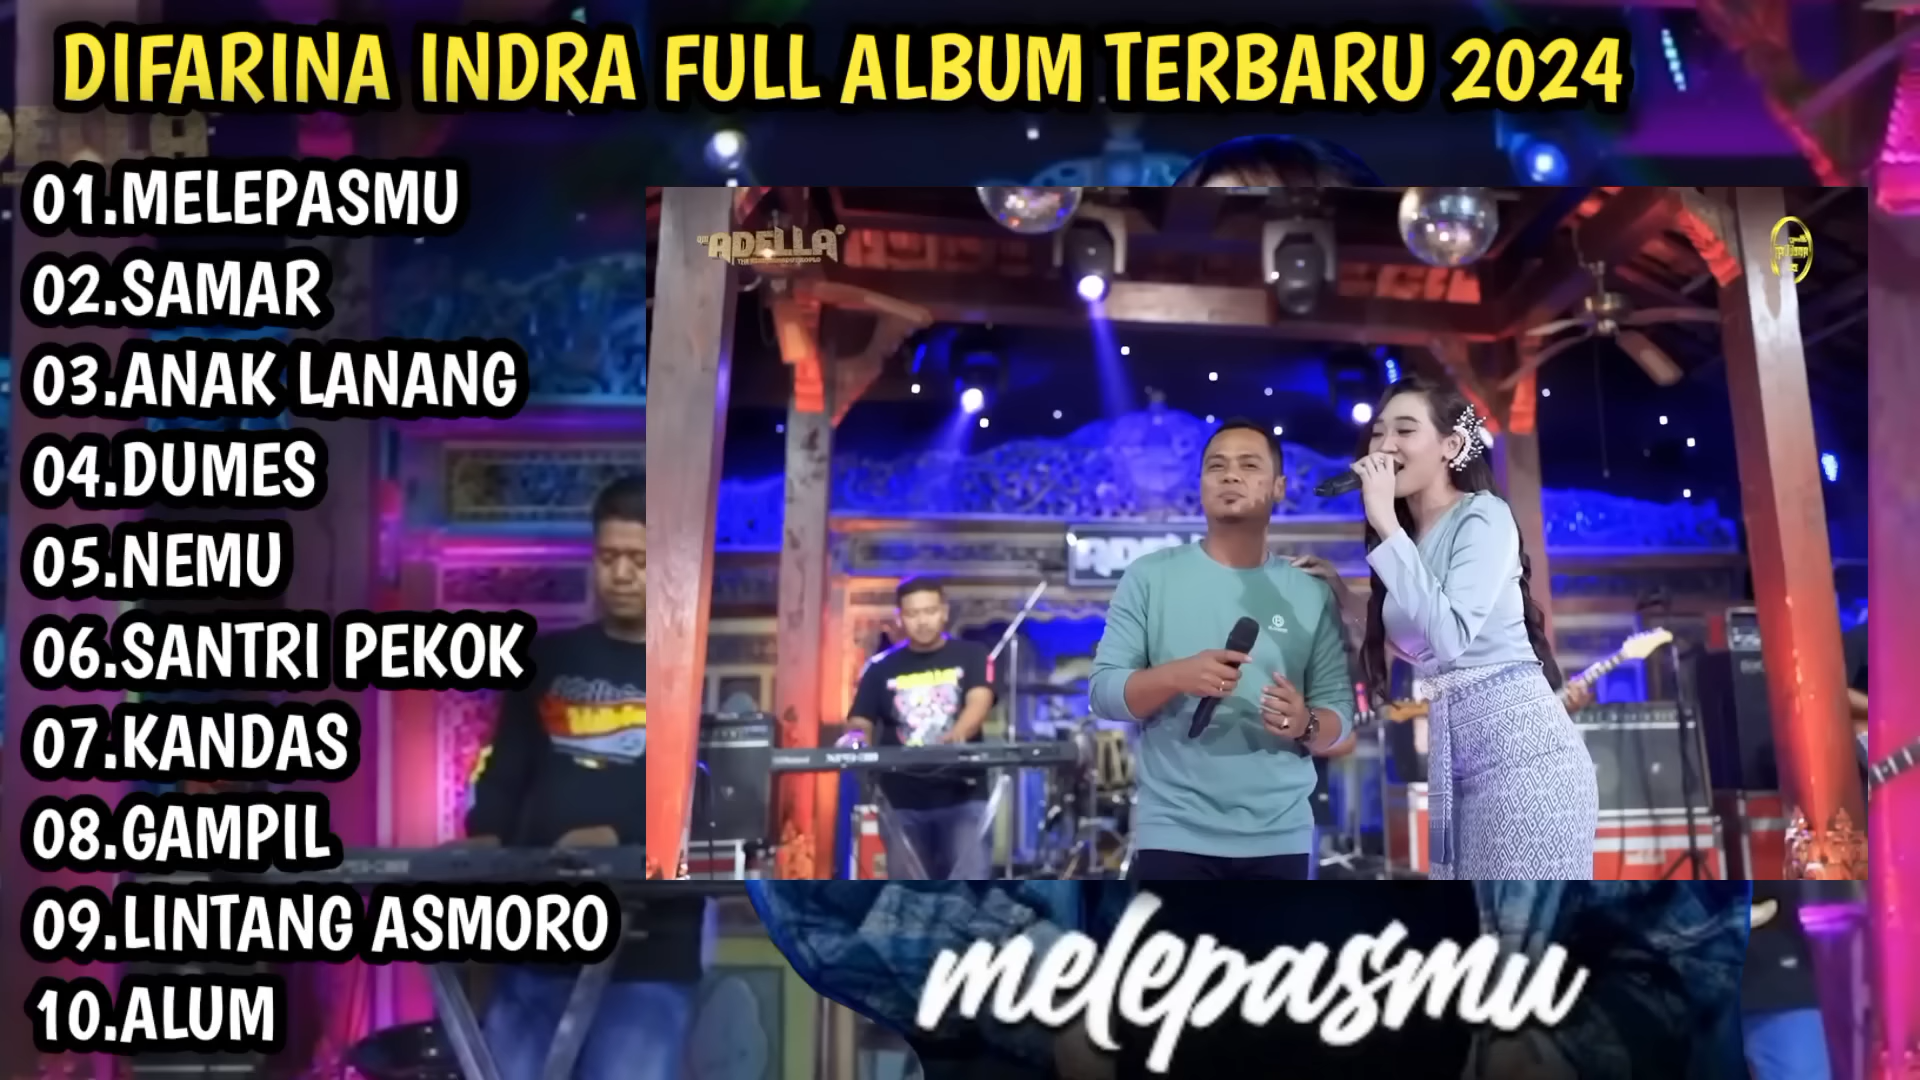 DIFARINA INDRA FULL ALBUM TERBARU 2024
01.MELEPASMU
02.SAMAR
03.ANAK LANANG
04.DUMES
05.NEMU
06.SANTRI PEKOK
07.KANDAS
08.GAMPIL
09.LINTANG ASMORO
10.ALUM
ADELLA
ADELLA
melepasmu